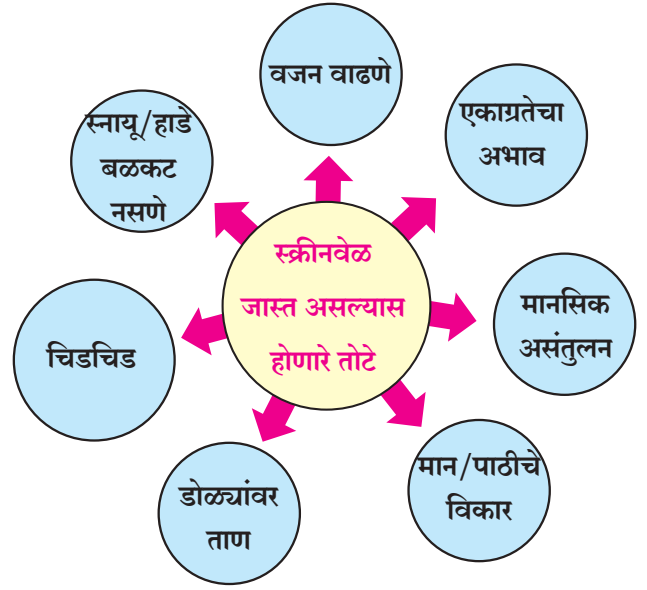 स्क्रीनवेळ
जास्त असल्यास
होणारे तोटे
वजन वाढणे
एकाग्रतेचा
अभाव
मानसिक
असंतुलन
मान/पाठीचे
विकार
डोळ्यांवर
ताण
चिडचिड
स्नायू/हाडे
बळकट
नसणे